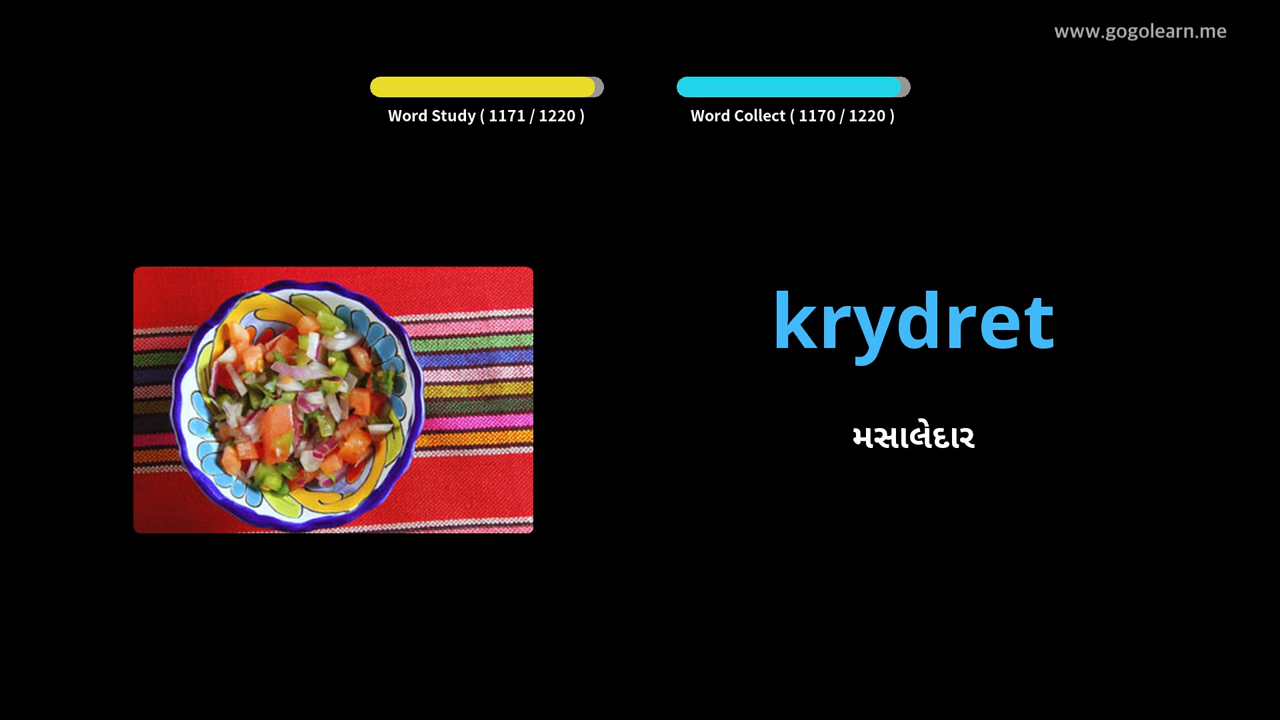 www.gogolearn.me
Word Study ( 1171 / 1220 )
Word Collect ( 1170 / 1220 )
krydret
મસાલેદાર